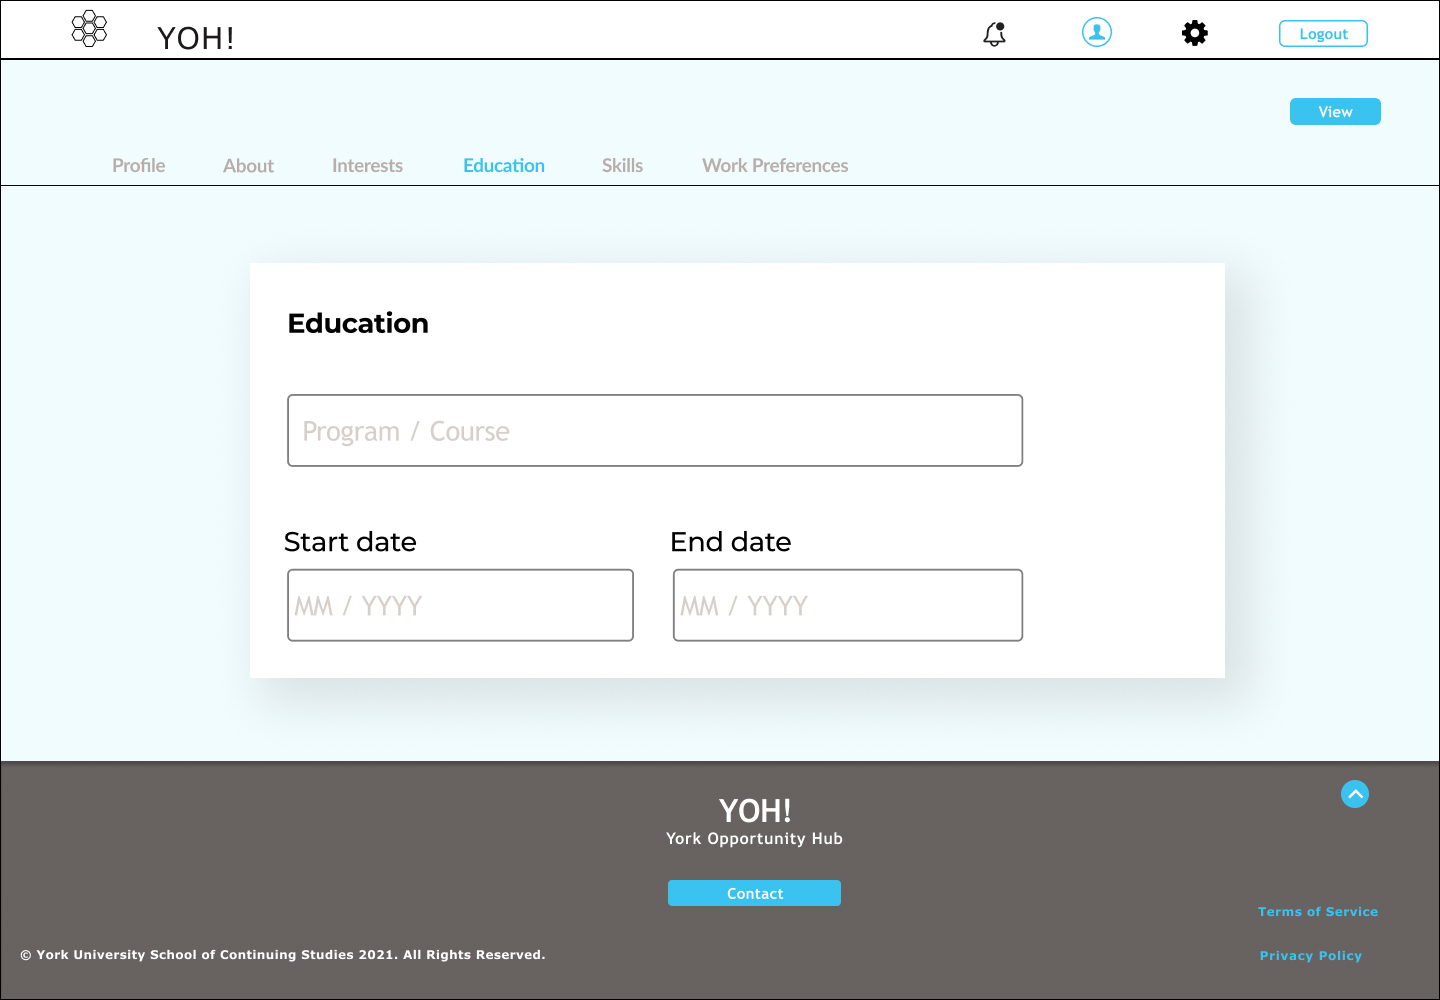 YOH!
Logout
View
Profile About Interests Education Skills Work Preferences
Education
Program / Course
Start date End date
MM / YYYY MM / YYYY
YOH!
York Opportunity Hub
Contact
Terms of Service
© York University School of Continuing Studies 2021. All Rights Reserved.
Privacy Policy